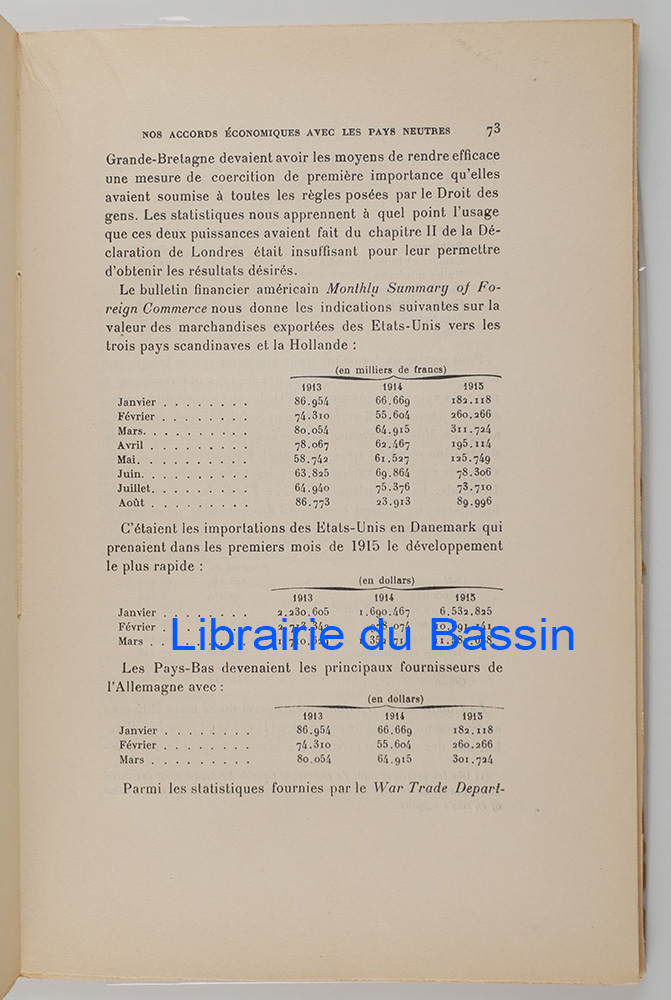 NOS ACCORDS ÉCONOMIQUES AVEC LES PAYS NEUTRES 73
Grande-Bretagne devaient avoir les moyens de rendre efficace
une mesure de coercition de première importance qu'elles
avaient soumise à toutes les règles posées par le Droit des
gens. Les statistiques nous apprennent à quel point l'usage
que ces deux puissances avaient fait du chapitre II de la Dé-
claration de Londres était insuffisant pour leur permettre
d'obtenir les résultats désirés.
Le bulletin financier américain Monthly Summary of Fo-
reign Commerce nous donne les indications suivantes sur la
valeur des marchandises exportées des Etats-Unis vers les
trois pays scandinaves et la Hollande :
(en milliers de francs)
1913 1914 1915
Janvier . . . . . . . . 86.954 66.669 182.118
Février . . . . . . . . 74.310 55.604 260.266
Mars. . . . . . . . . 80.054 64.915 311.724
Avril . . . . . . . . . 78.067 62.467 195.114
Mai. . . . . . . . . . 58.742 61.527 125.749
Juin. . . . . . . . . . 63.825 69.864 78.306
Juillet. . . . . . . . . 64.940 75.376 73.710
Août . . . . . . . . . 86.773 23.913 89.996
C'étaient les importations des Etats-Unis en Danemark qui
prenaient dans les premiers mois de 1915 le développement
le plus rapide :
(en dollars)
1913 1914 1915
Janvier . . . . . . . 2.230.605 1.690.467 6.532.825
Février
Mars
Librairie du Bassin
Les Pays-Bas devenaient les principaux fournisseurs de
l'Allemagne avec :
(en dollars)
1913 1914 1915
Janvier . . . . . . . . 86.954 66.669 182.118
Février . . . . . . . . 74.310 55.604 260.266
Mars . . . . . . . . . 80.054 64.915 301.724
Parmi les statistiques fournies par le War Trade Depart-